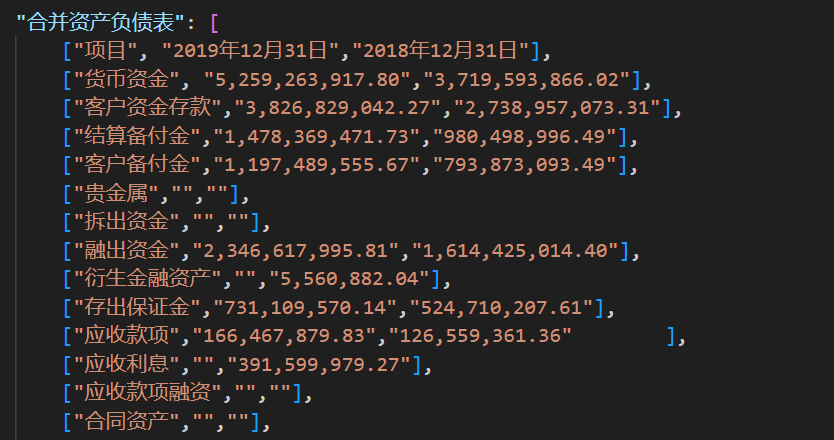 "合并资产负债表": [
["项目", "2019年12月31日","2018年12月31日"],
["货币资金", "5,259,263,917.80","3,719,593,866.02"],
["客户资金存款","3,826,829,042.27","2,738,957,073.31"],
["结算备付金","1,478,369,471.73","980,498,996.49"],
["客户备付金","1,197,489,555.67","793,873,093.49"],
["贵金属","",""],
["拆出资金","",""],
["融出资金","2,346,617,995.81","1,614,425,014.40"],
["衍生金融资产","","5,560,882.04"],
["存出保证金","731,109,570.14","524,710,207.61"],
["应收款项","166,467,879.83","126,559,361.36"        ],
["应收利息","","391,599,979.27"],
["应收款项融资","",""],
["合同资产","",""],